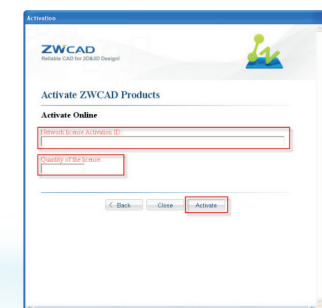 Activation
ZWCAD
Reliable CAD for 2D&3D Design!
Activate ZWCAD Products
Activate Online
Network license Activation ID:
Quantity of the license:
< Back
Close
Activate